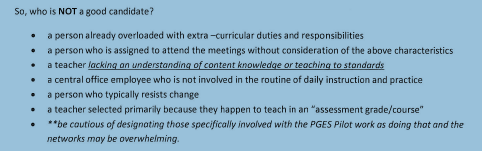 So, who is NOT a good candidate?
• a person already overloaded with extra –curricular duties and responsibilities
• a person who is assigned to attend the meetings without consideration of the above characteristics
• a teacher lacking an understanding of content knowledge or teaching to standards
• a central office employee who is not involved in the routine of daily instruction and practice
• a person who typically resists change
• a teacher selected primarily because they happen to teach in an “assessment grade/course”
• **be cautious of designating those specifically involved with the PGES Pilot work as doing that and the
networks may be overwhelming.